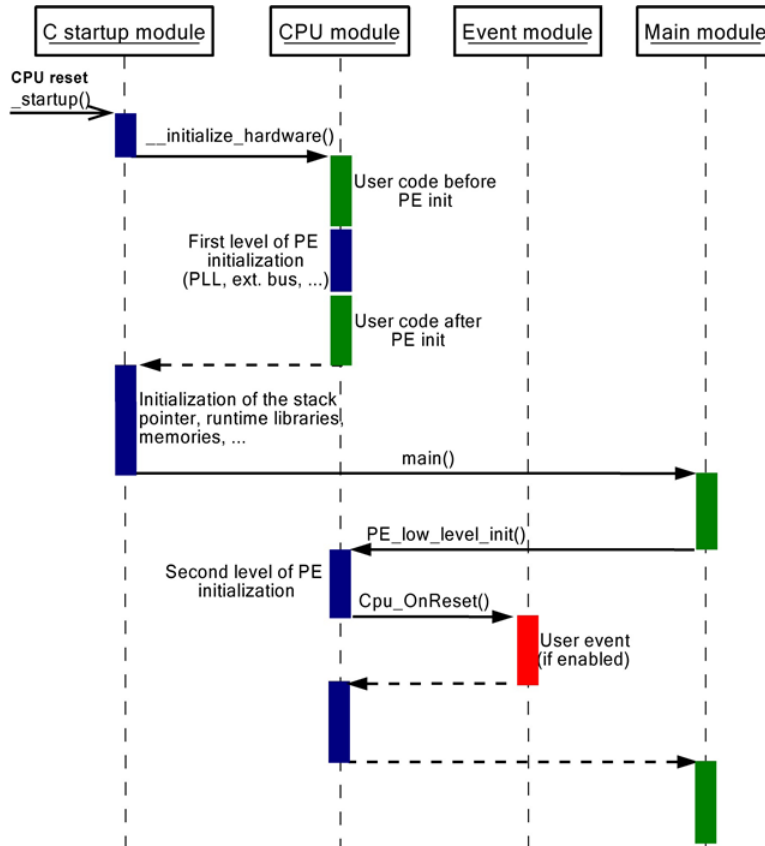 C startup module
CPU module
Event module
Main module
CPU reset
_startup()
__initialize_hardware()
User code before
PE init
First level of PE
initialization
(PLL, ext. bus, ...)
User code after
PE init
Initialization of the stack
pointer, runtime libraries,
memories, ...
main()
PE_low_level_init()
Second level of PE
initialization
Cpu_OnReset()
User event
(if enabled)